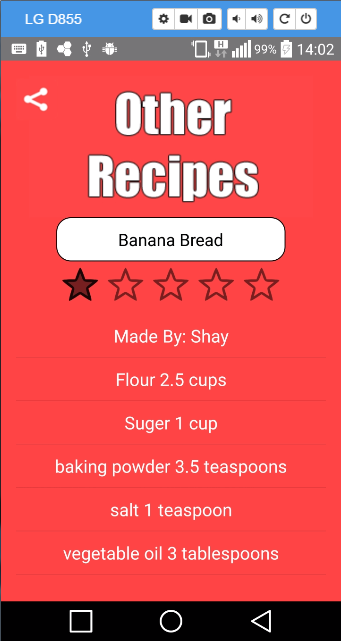 LG D855
H
99% 14:02
Other
Recipes
Banana Bread
Made By: Shay
Flour 2.5 cups
Suger 1 cup
baking powder 3.5 teaspoons
salt 1 teaspoon
vegetable oil 3 tablespoons